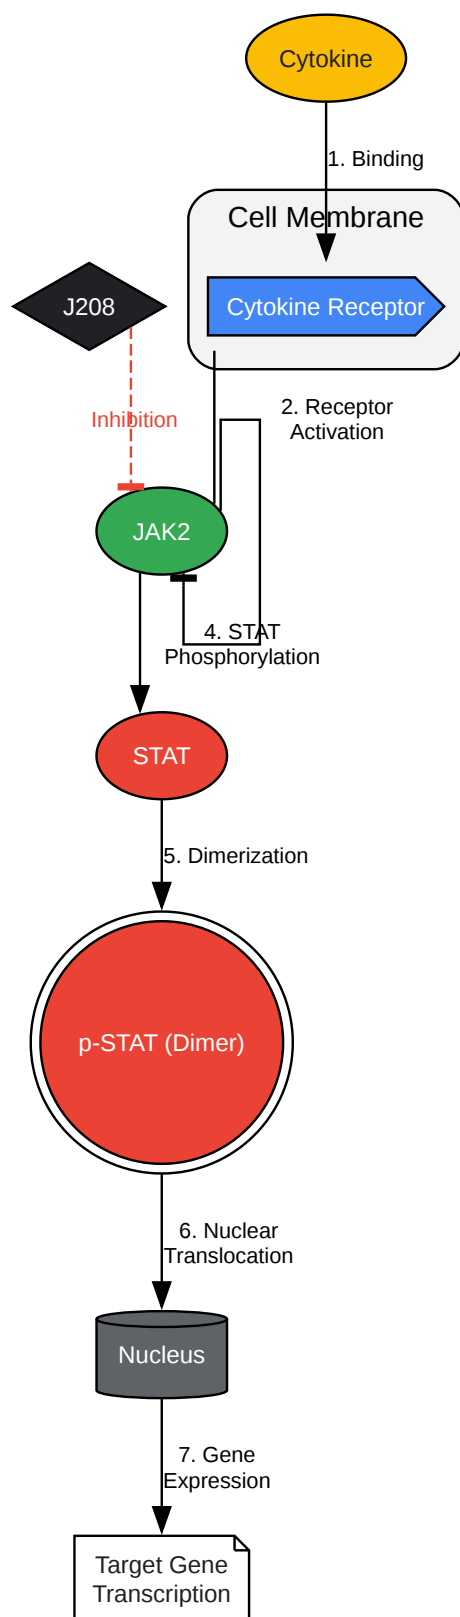 Cytokine
1. Binding
Cell Membrane
J208
Cytokine Receptor
Inhibition
2. Receptor
Activation
JAK2
4. STAT
Phosphorylation
STAT
5. Dimerization
p-STAT (Dimer)
6. Nuclear
Translocation
Nucleus
7. Gene
Expression
Target Gene
Transcription